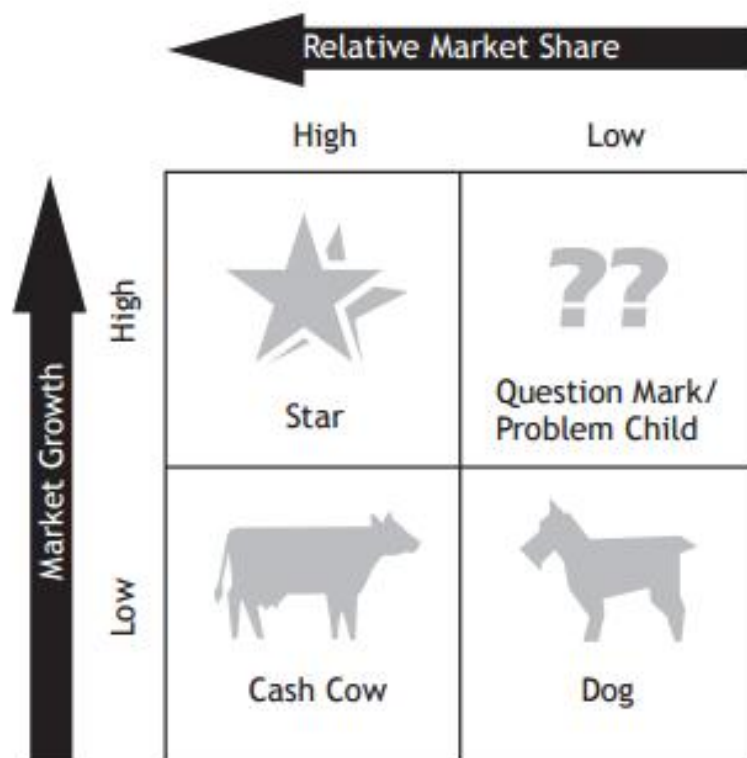 Relative Market Share
High
Low
Market Growth
High
??
Star
Question Mark/
Problem Child
Low
Cash Cow
Dog